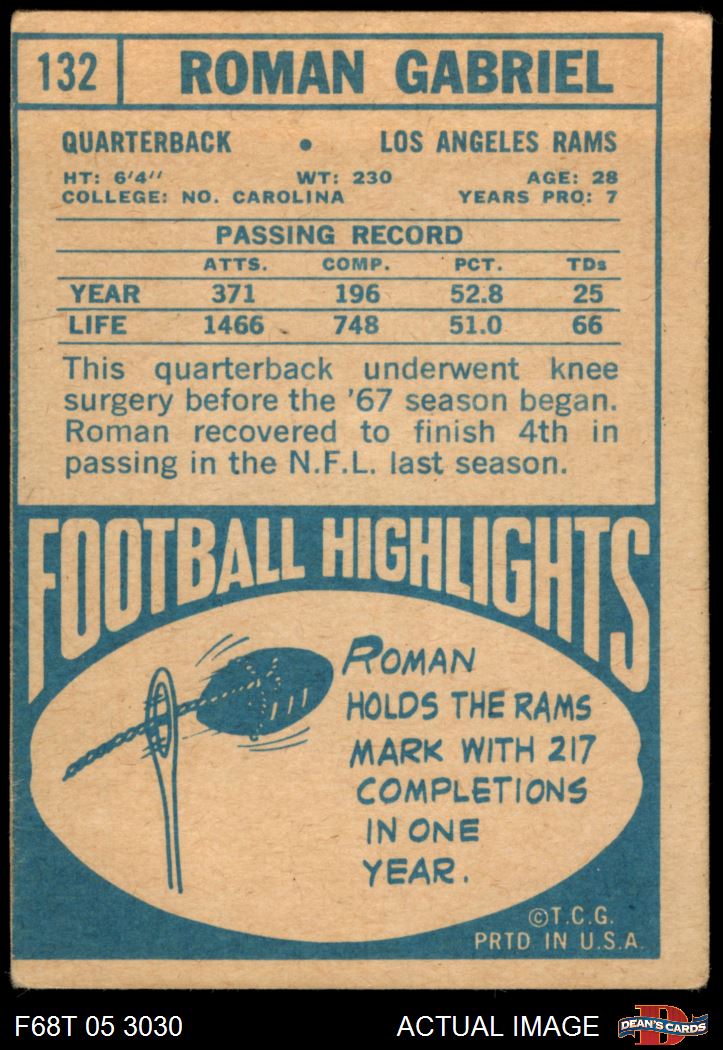 132 ROMAN GABRIEL
QUARTERBACK • LOS ANGELES RAMS
HT: 6'4" WT: 230 AGE: 28
COLLEGE: NO. CAROLINA YEARS PRO: 7
PASSING RECORD
ATTS. COMP. PCT. TDs
YEAR 371 196 52.8 25
LIFE 1466 748 51.0 66
This quarterback underwent knee
surgery before the '67 season began.
Roman recovered to finish 4th in
passing in the N.F.L. last season.
FOOTBALL HIGHLIGHTS
ROMAN
HOLDS THE RAMS
MARK WITH 217
COMPLETIONS
IN ONE
YEAR.
©T.C.G.
PRTD IN U.S.A.
F68T 05 3030 ACTUAL IMAGE
D
DEAN'S CARDS